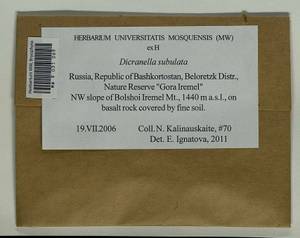 HERBARIUM UNIVERSITATIS MOSQUENSIS (MW)
ex H
Dicranella subulata
Russia, Republic of Bashkortostan, Beloretzk Distr.,
Nature Reserve "Gora Iremel"
NW slope of Bolshoi Iremel Mt., 1440 m a.s.l., on
basalt rock covered by fine soil.
19.VII.2006 Coll. N. Kalinauskaite, #70
Det. E. Ignatova, 2011